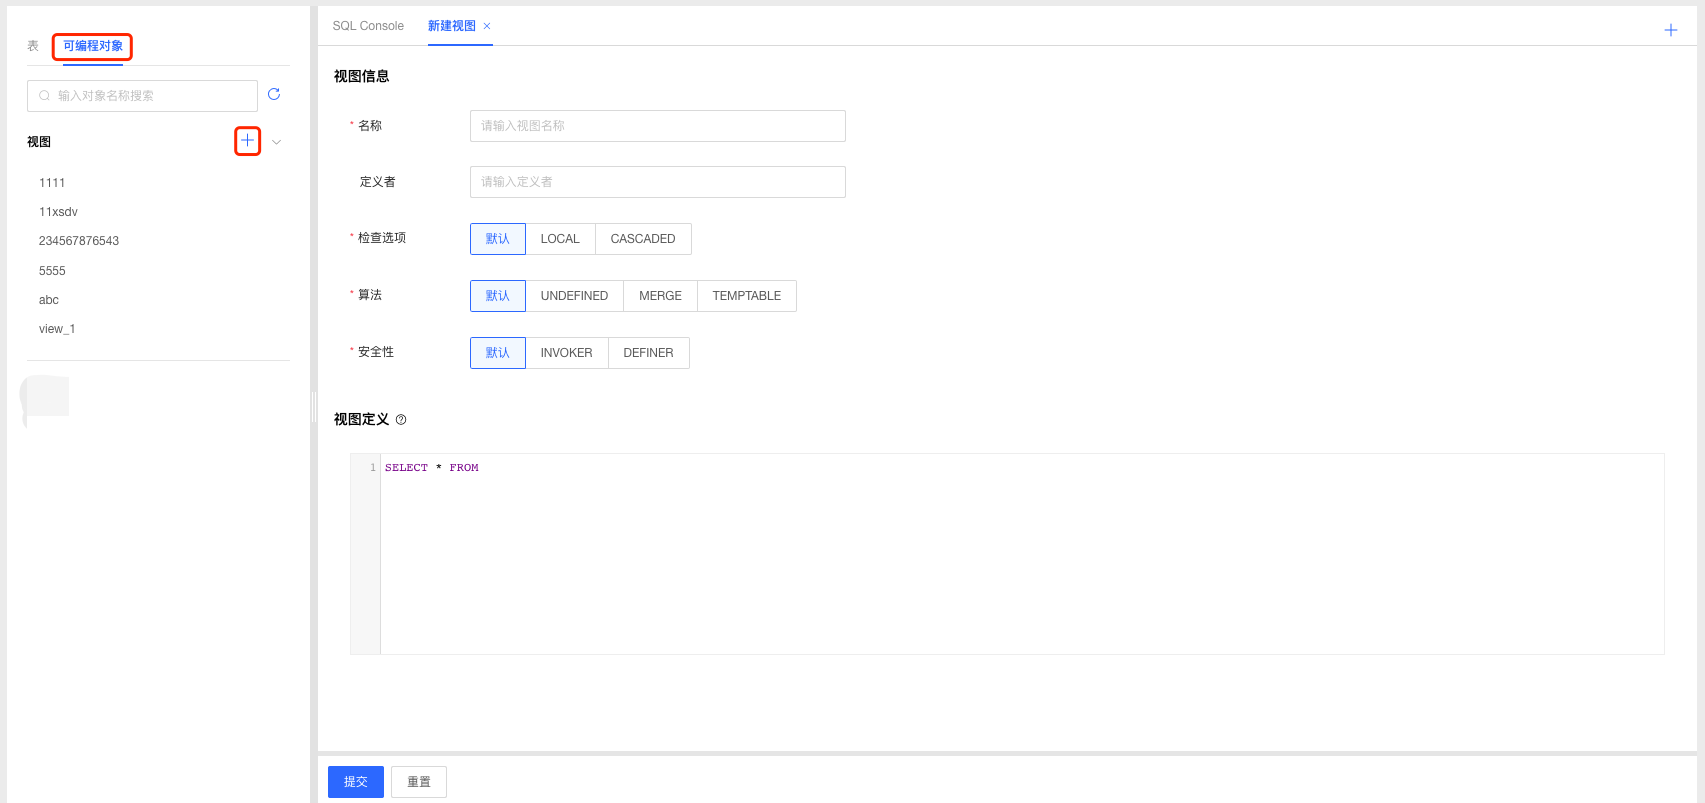 表 可编程对象
输入对象名称搜索
视图
1111
11xsdv
234567876543
5555
abc
view_1
SQL Console 新建视图
视图信息
* 名称 请输入视图名称
定义者 请输入定义者
* 检查选项 默认 LOCAL CASCADED
* 算法 默认 UNDEFINED MERGE TEMPTABLE
* 安全性 默认 INVOKER DEFINER
视图定义
1 SELECT * FROM
提交 重置